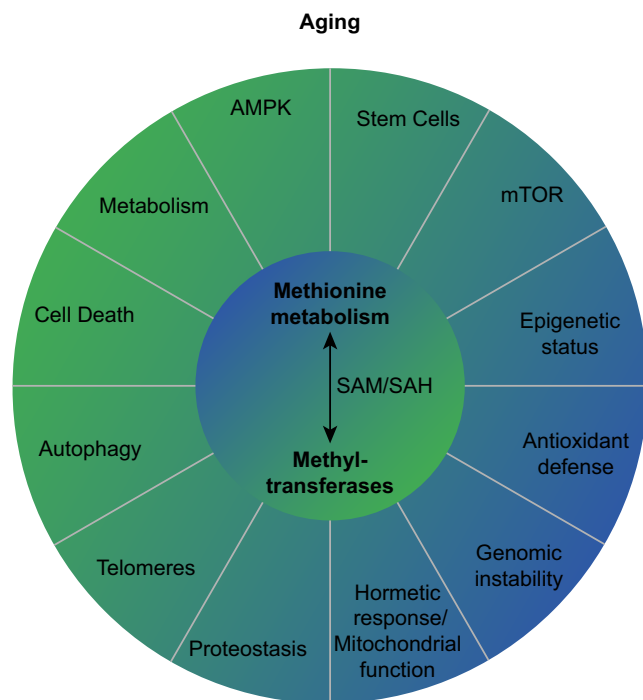 Aging
AMPK
Stem Cells
Metabolism
mTOR
Methionine
metabolism
Cell Death
Epigenetic
status
SAM/SAH
Autophagy
Antioxidant
defense
Methyl-
transferases
Telomeres
Genomic
instability
Proteostasis
Hormetic
response/
Mitochondrial
function